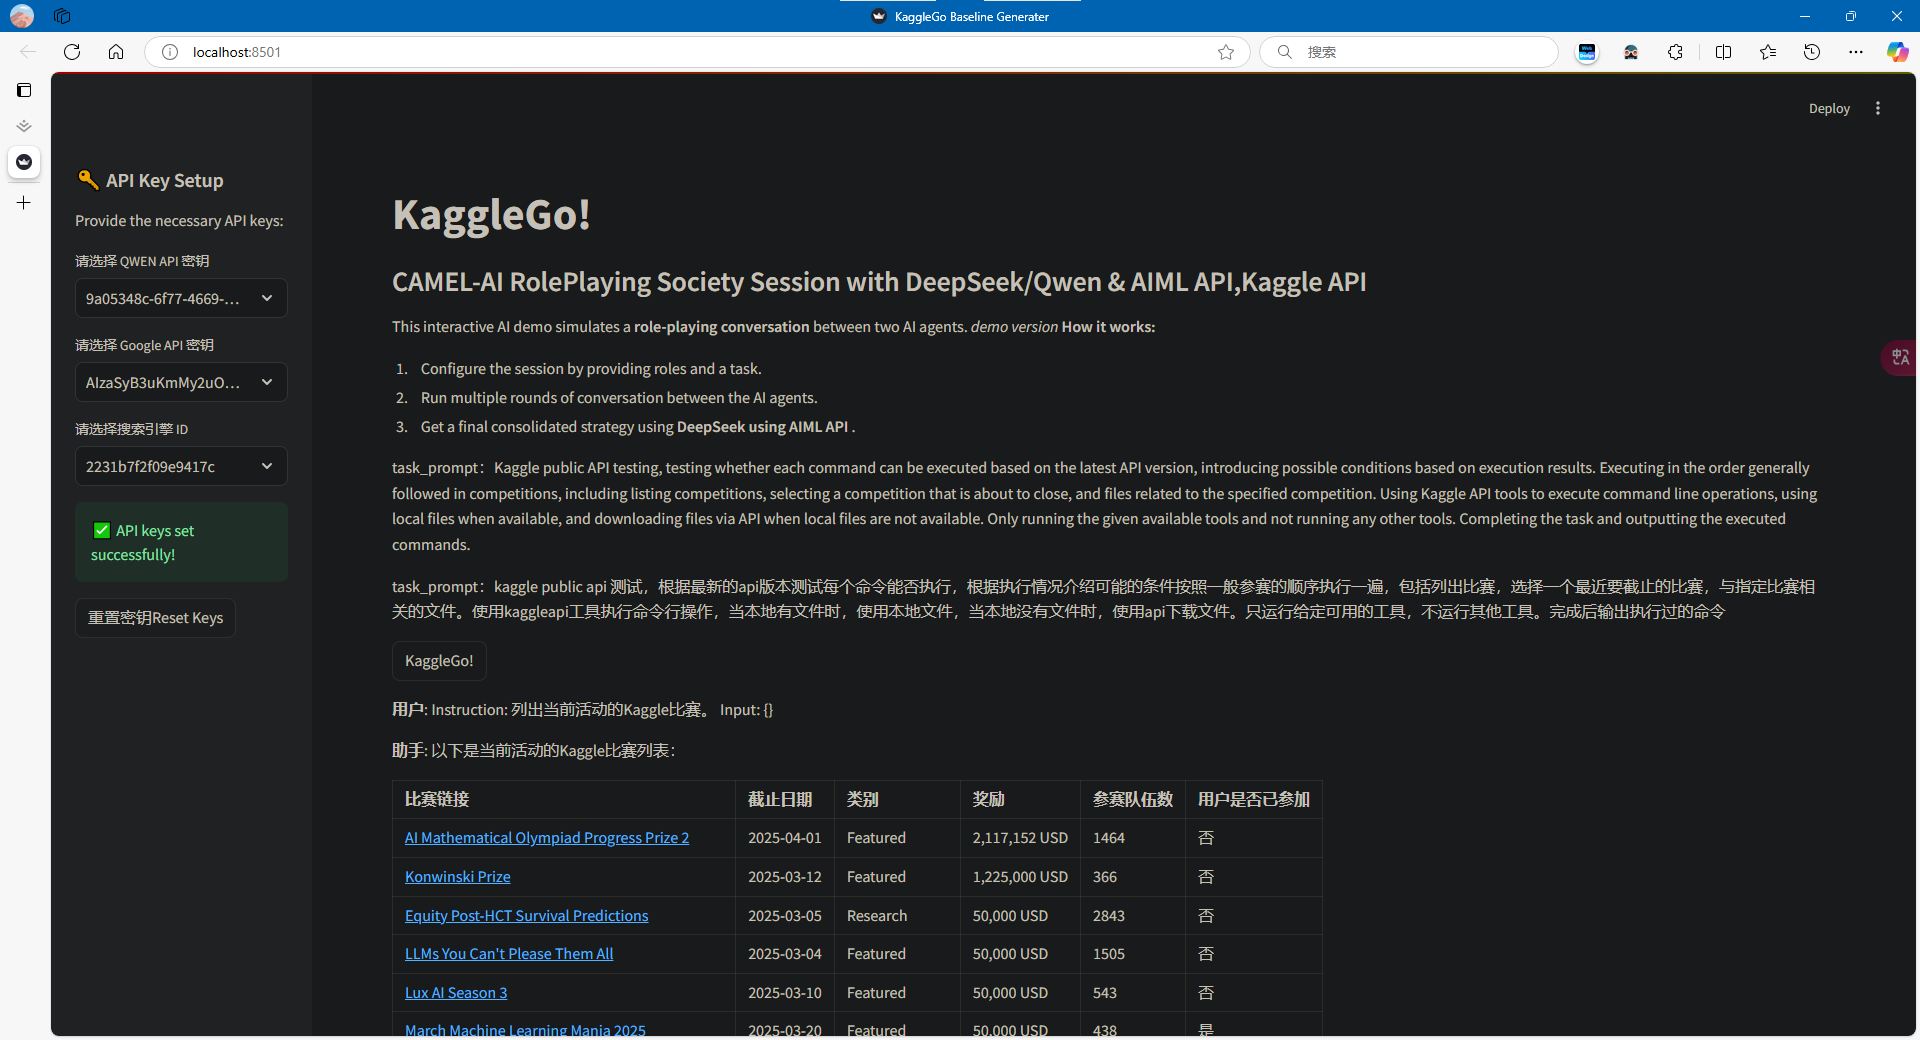 KaggleGo Baseline Generater
localhost:8501
搜索
Deploy
API Key Setup
Provide the necessary API keys:
请选择 QWEN API 密钥
9a05348c-6f77-4669-...
请选择 Google API 密钥
AIzaSyB3uKmMy2uO...
请选择搜索引擎 ID
2231b7f2f09e9417c
API keys set
successfully!
重置密钥Reset Keys
KaggleGo!
CAMEL-AI RolePlaying Society Session with DeepSeek/Qwen & AIML API,Kaggle API
This interactive AI demo simulates a role-playing conversation between two AI agents. demo version How it works:
1. Configure the session by providing roles and a task.
2. Run multiple rounds of conversation between the AI agents.
3. Get a final consolidated strategy using DeepSeek using AIML API .
task_prompt：Kaggle public API testing, testing whether each command can be executed based on the latest API version, introducing possible conditions based on execution results. Executing in the order generally
followed in competitions, including listing competitions, selecting a competition that is about to close, and files related to the specified competition. Using Kaggle API tools to execute command line operations, using
local files when available, and downloading files via API when local files are not available. Only running the given available tools and not running any other tools. Completing the task and outputting the executed
commands.
task_prompt：kaggle public api 测试，根据最新的api版本测试每个命令能否执行，根据执行情况介绍可能的条件按照一般参赛的顺序执行一遍，包括列出比赛，选择一个最近要截止的比赛，与指定比赛相
关的文件。使用kaggleapi工具执行命令行操作，当本地有文件时，使用本地文件，当本地没有文件时，使用api下载文件。只运行给定可用的工具，不运行其他工具。完成后输出执行过的命令
KaggleGo!
用户: Instruction: 列出当前活动的Kaggle比赛。 Input: {}
助手: 以下是当前活动的Kaggle比赛列表：
比赛链接 截止日期 类别 奖励 参赛队伍数 用户是否已参加
AI Mathematical Olympiad Progress Prize 2 2025-04-01 Featured 2,117,152 USD 1464 否
Konwinski Prize 2025-03-12 Featured 1,225,000 USD 366 否
Equity Post-HCT Survival Predictions 2025-03-05 Research 50,000 USD 2843 否
LLMs You Can't Please Them All 2025-03-04 Featured 50,000 USD 1505 否
Lux AI Season 3 2025-03-10 Featured 50,000 USD 543 否
March Machine Learning Mania 2025 2025-03-20 Featured 50,000 USD 438 是